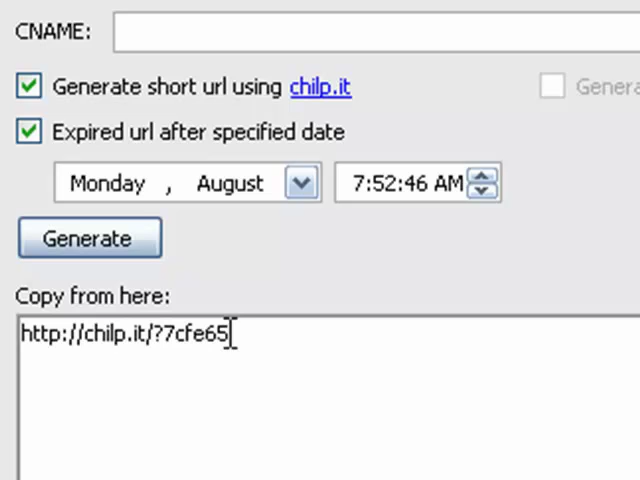 CNAME:
Generate short url using chilp.it
Expired url after specified date
Monday , August 7:52:46 AM
Generate
Copy from here:
http://chilp.it/?7cfe65